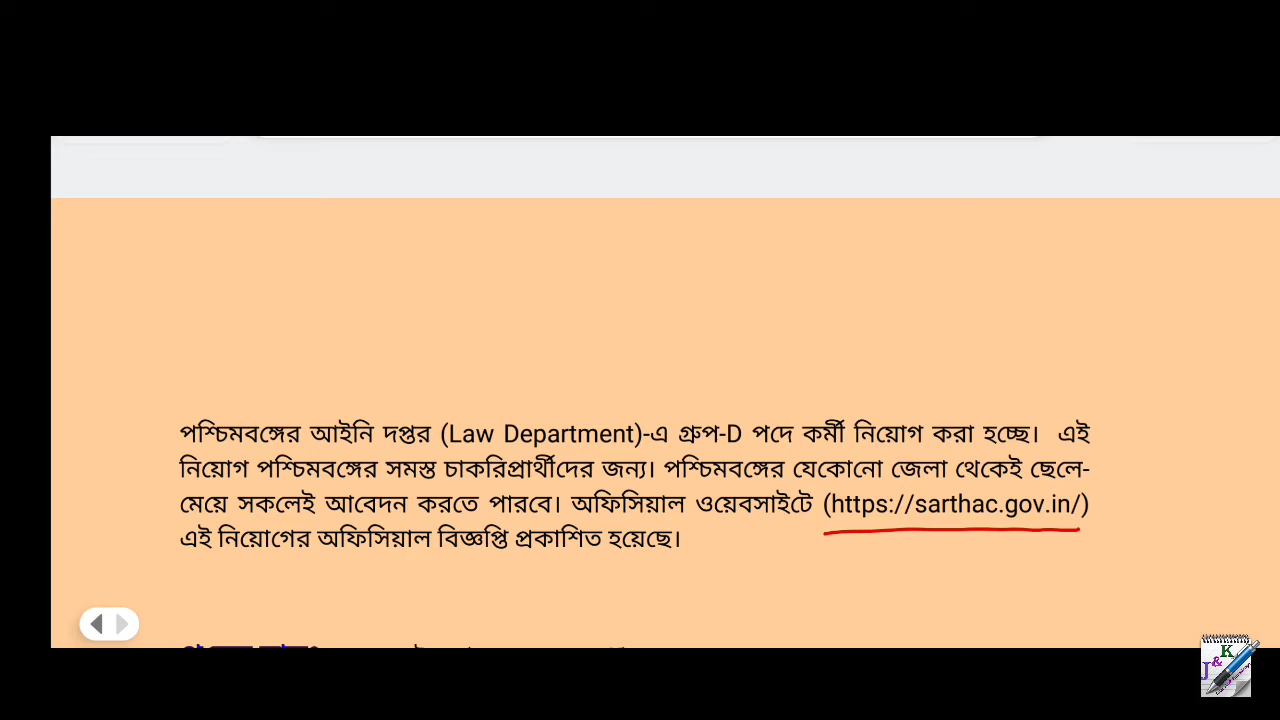 পশ্চিমবঙ্গের আইনি দপ্তর (Law Department)-এ গ্রুপ-D পদে কর্মী নিয়োগ করা হচ্ছে। এই
নিয়োগ পশ্চিমবঙ্গের সমস্ত চাকরিপ্রার্থীদের জন্য। পশ্চিমবঙ্গের যেকোনো জেলা থেকেই ছেলে-
মেয়ে সকলেই আবেদন করতে পারবে। অফিসিয়াল ওয়েবসাইটে (https://sarthac.gov.in/)
এই নিয়োগের অফিসিয়াল বিজ্ঞপ্তি প্রকাশিত হয়েছে।
J&K